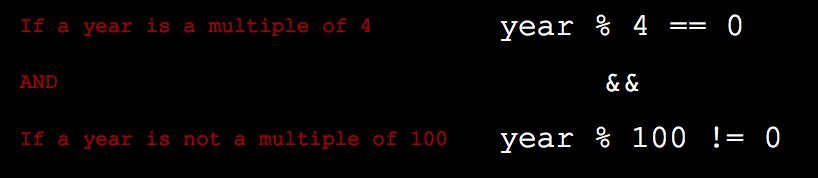 If a year is a multiple of 4 year % 4 == 0
AND &&
If a year is not a multiple of 100 year % 100 != 0